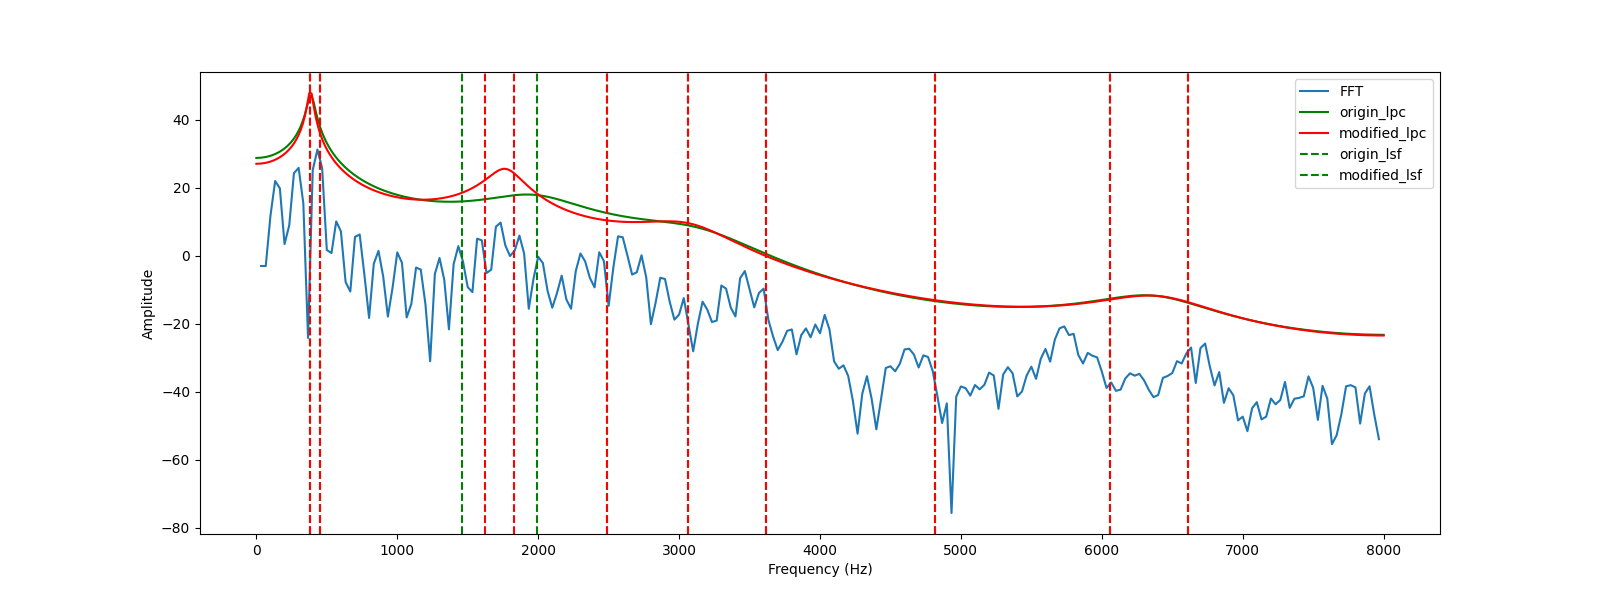 FFT
origin_lpc
modified_lpc
origin_lsf
modified_lsf
Amplitude
40
20
0
−20
−40
−60
−80
0 1000 2000 3000 4000 5000 6000 7000 8000
Frequency (Hz)